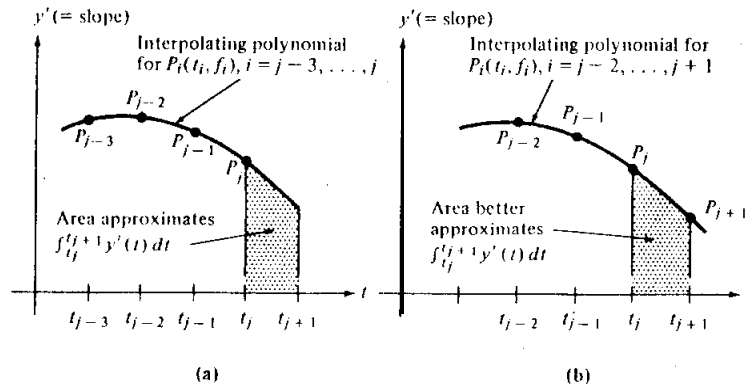 y′(= slope)
Interpolating polynomial
for P_i(t_i, f_i), i = j − 3, . . . , j
P_{j−3}
P_{j−2}
P_{j−1}
P_j
Area approximates
∫_{t_j}^{t_{j+1}} y′(t) dt
t
t_{j−3} t_{j−2} t_{j−1} t_j t_{j+1}
(a)
y′(= slope)
Interpolating polynomial for
P_i(t_i, f_i), i = j − 2, . . . , j + 1
P_{j−2}
P_{j−1}
P_j
P_{j+1}
Area better
approximates
∫_{t_j}^{t_{j+1}} y′(t) dt
t_{j−2} t_{j−1} t_j t_{j+1}
(b)